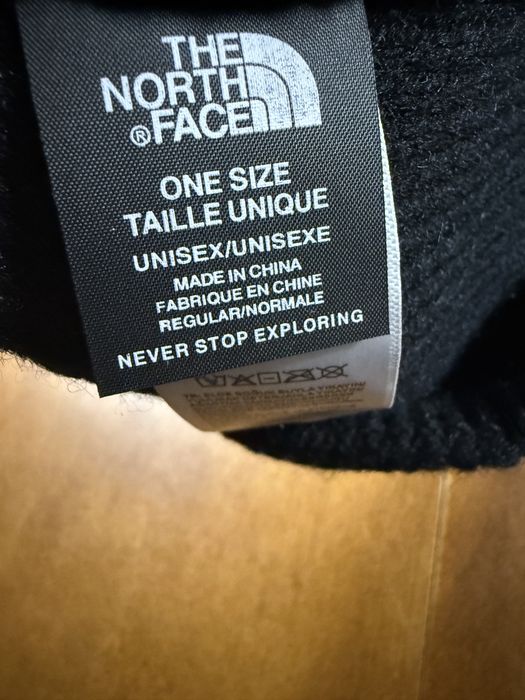 THE
NORTH
®FACE
ONE SIZE
TAILLE UNIQUE
UNISEX/UNISEXE
MADE IN CHINA
FABRIQUE EN CHINE
REGULAR/NORMALE
NEVER STOP EXPLORING